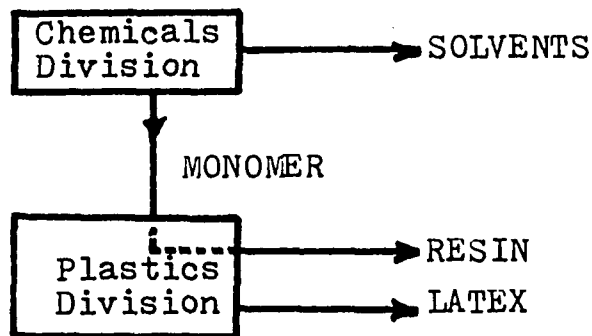 Chemicals
Division
SOLVENTS
MONOMER
Plastics
Division
RESIN
LATEX